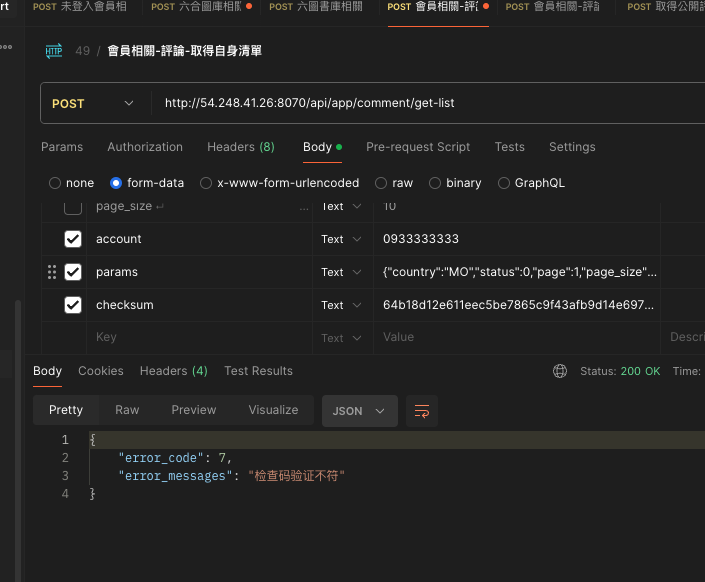 rt POST 未登入會員相 POST 六合圖庫相關 POST 六圖書庫相關 POST 會員相關-評 POST 會員相關-評論 POST 取得公開評
HTTP 49 / 會員相關-評論-取得自身清單
POST http://54.248.41.26:8070/api/app/comment/get-list
Params Authorization Headers (8) Body Pre-request Script Tests Settings
none form-data x-www-form-urlencoded raw binary GraphQL
page_size ... Text 10
account Text 0933333333
params Text {"country":"MO","status":0,"page":1,"page_size"...
checksum Text 64b18d12e611eec5be7865c9f43afb9d14e697...
Key Text Value Descri
Body Cookies Headers (4) Test Results Status: 200 OK Time:
Pretty Raw Preview Visualize JSON
1 {
2 "error_code": 7,
3 "error_messages": "检查码验证不符"
4 }